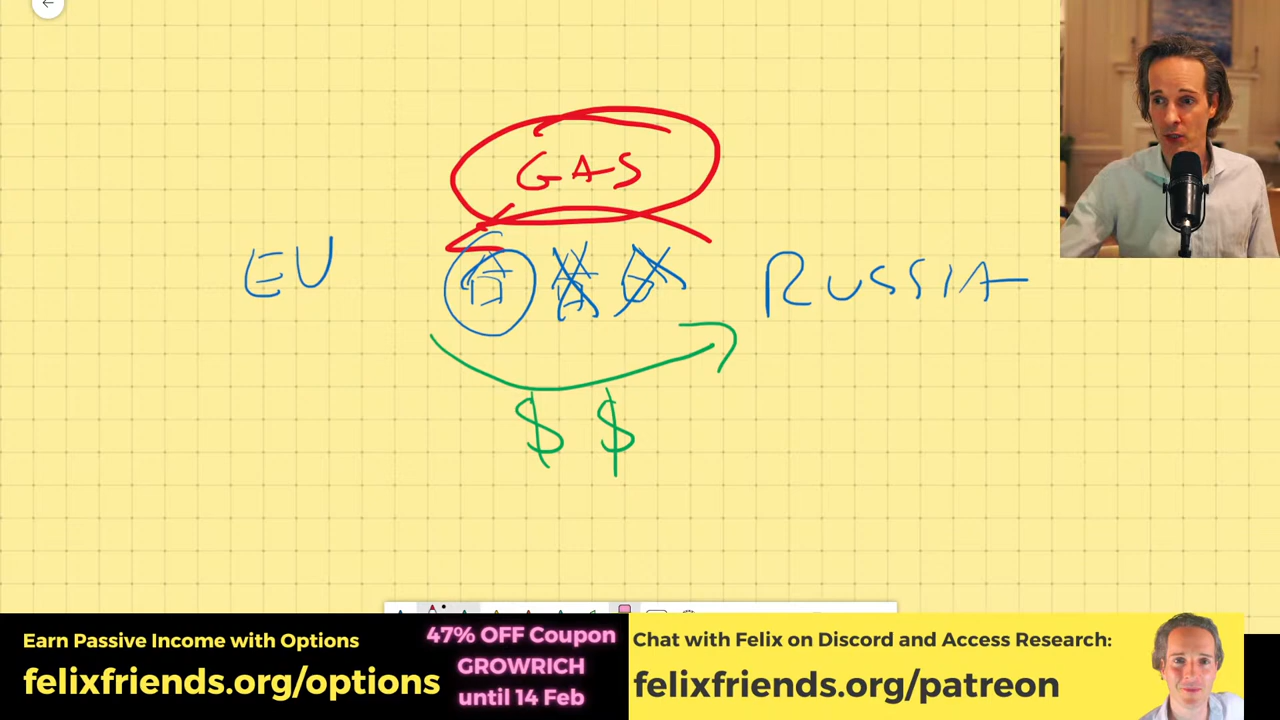 GAS
EU
RUSSIA
$ $
Earn Passive Income with Options
felixfriends.org/options
47% OFF Coupon
GROWRICH
until 14 Feb
Chat with Felix on Discord and Access Research:
felixfriends.org/patreon